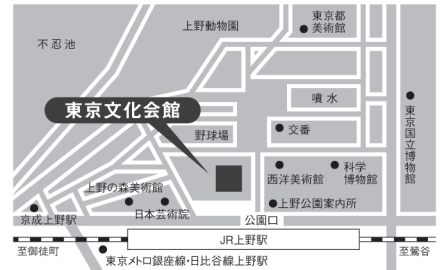 上野動物園
東京都
美術館
不忍池
噴水
東京文化会館
野球場
交番
東京国立博物館
西洋美術館
科学
博物館
上野の森美術館
日本芸術院
上野公園案内所
京成上野駅
公園口
JR上野駅
至御徒町
至鶯谷
東京メトロ銀座線・日比谷線上野駅